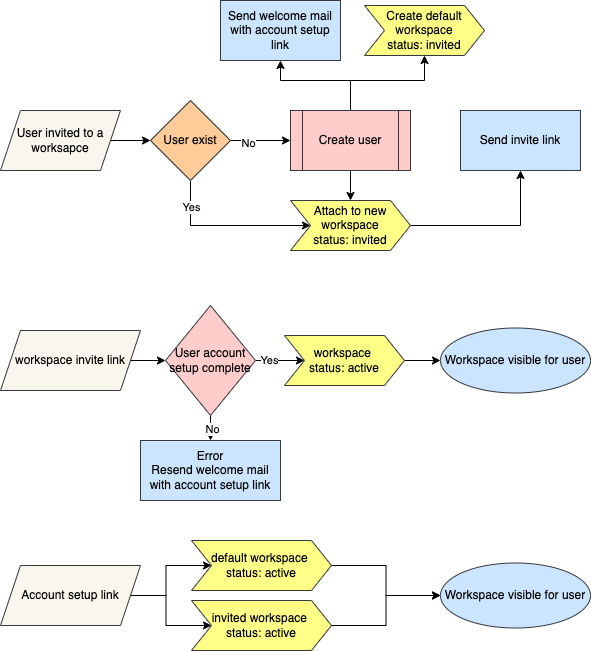 Send welcome mail
with account setup
link
Create default
workspace
status: invited
User invited to a
worksapce
User exist
No
Create user
Send invite link
Yes
Attach to new
workspace
status: invited
workspace invite link
User account
setup complete
Yes
workspace
status: active
Workspace visible for user
No
Error
Resend welcome mail
with account setup link
Account setup link
default workspace
status: active
invited workspace
status: active
Workspace visible for user